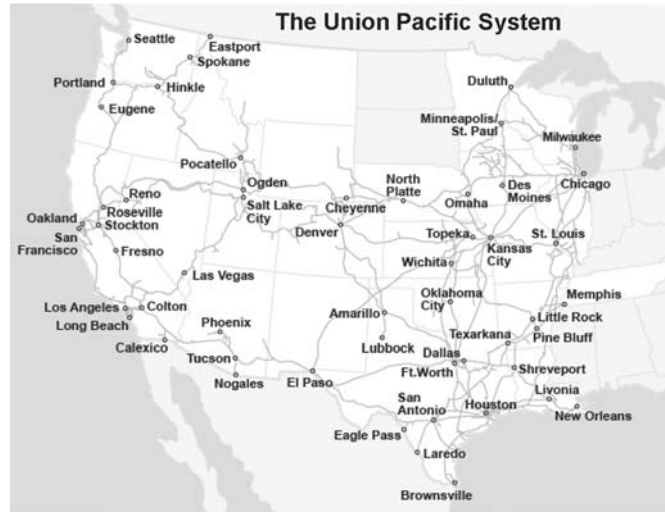 The Union Pacific System
Seattle
Eastport
Spokane
Portland
Hinkle
Eugene
Duluth
Minneapolis/
St. Paul
Milwaukee
Pocatello
Ogden
North
Platte
Des
Moines
Chicago
Reno
Salt Lake
City
Cheyenne
Omaha
Roseville
Oakland
Stockton
San
Francisco
Denver
Topeka
Kansas
City
St. Louis
Fresno
Wichita
Las Vegas
Oklahoma
City
Memphis
Los Angeles
Colton
Long Beach
Amarillo
Little Rock
Phoenix
Texarkana
Pine Bluff
Calexico
Lubbock
Tucson
Dallas
Ft.Worth
Shreveport
Nogales
El Paso
San
Antonio
Houston
Livonia
New Orleans
Eagle Pass
Laredo
Brownsville